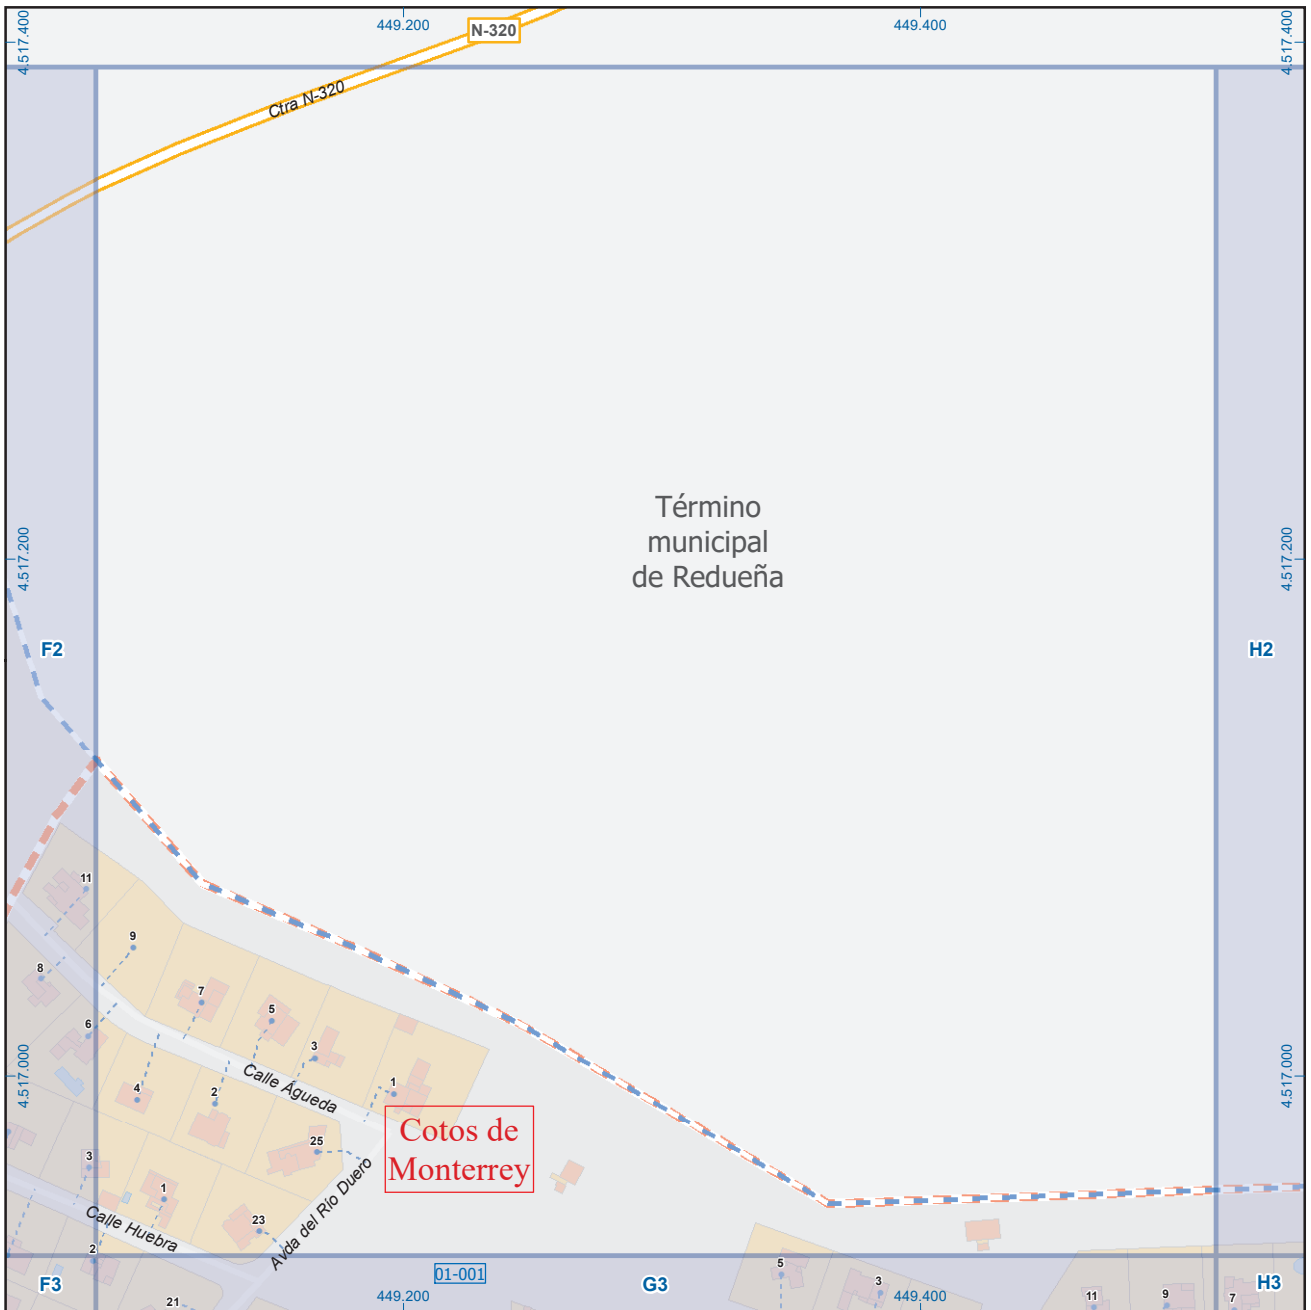 449.200
N-320
449.400
4.517.400
4.517.400
Ctra N-320
Término
municipal
de Redueña
4.517.200
4.517.200
F2
H2
11
9
8
7
5
6
3
Calle Águeda
1
4.517.000
4.517.000
4
2
Cotos de
Monterrey
25
3
1
Avda del Río Duero
Calle Huebra
23
2
5
F3
01-001
G3
3
H3
449.200
449.400
21
11
9
7